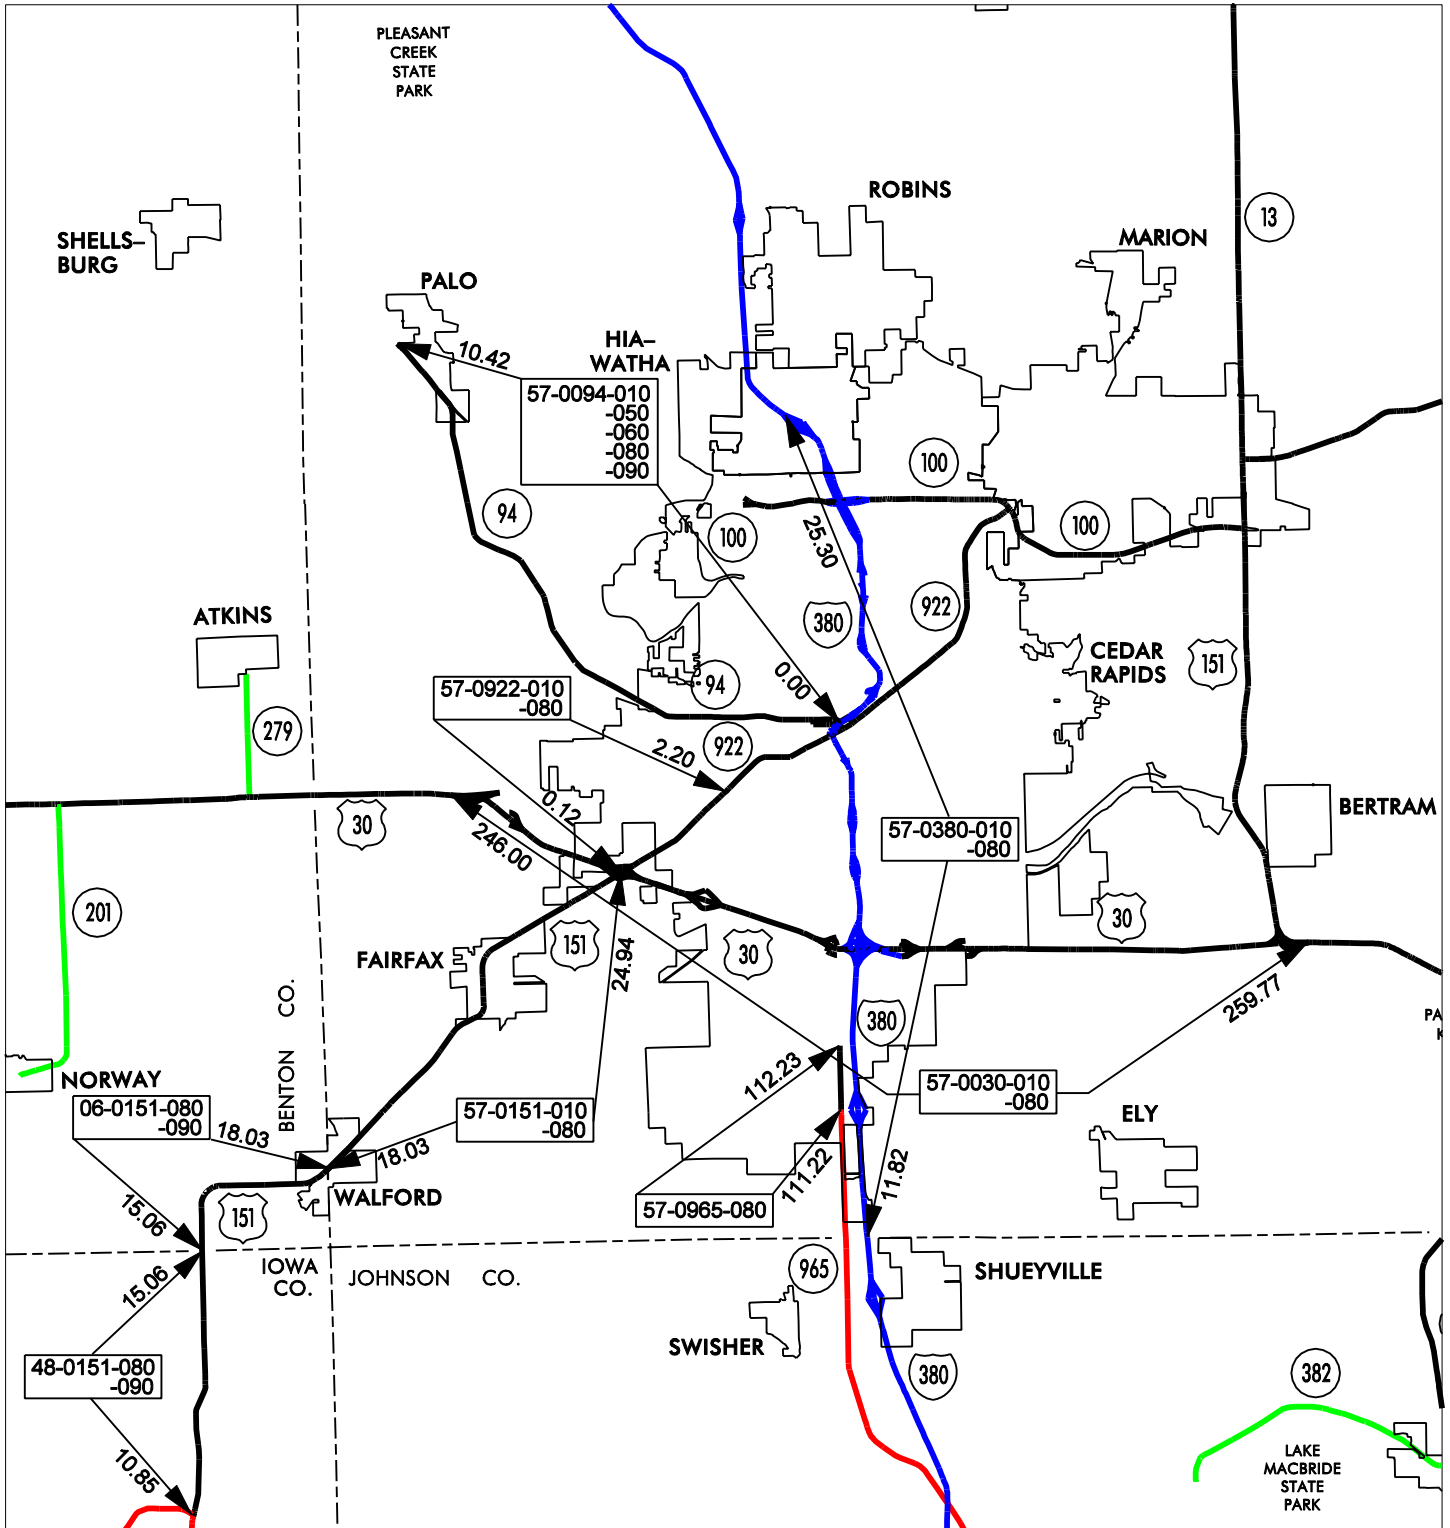 PLEASANT
CREEK
STATE
PARK
ROBINS
13
SHELLS–
BURG
MARION
PALO
HIA–
WATHA
10.42
57-0094-010
-050
-060
-080
-090
100
94
100
100
25.30
922
380
ATKINS
CEDAR
RAPIDS
151
94
0.00
57-0922-010
-080
279
922
2.20
BERTRAM
30
0.12
246.00
57-0380-010
-080
201
30
151
30
FAIRFAX
24.94
259.77
BENTON CO.
380
PA
K
NORWAY
112.23
57-0030-010
-080
06-0151-080
-090
18.03
57-0151-010
-080
ELY
18.03
111.22
11.82
WALFORD
57-0965-080
151
15.06
IOWA
CO.
JOHNSON CO.
965
SHUEYVILLE
15.06
SWISHER
48-0151-080
-090
380
382
10.85
LAKE
MACBRIDE
STATE
PARK